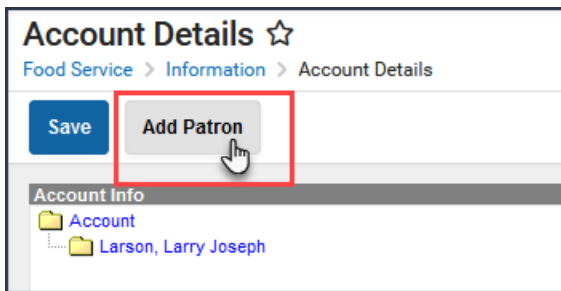 Account Details
Food Service > Information > Account Details
Save Add Patron
Account Info
Account
Larson, Larry Joseph